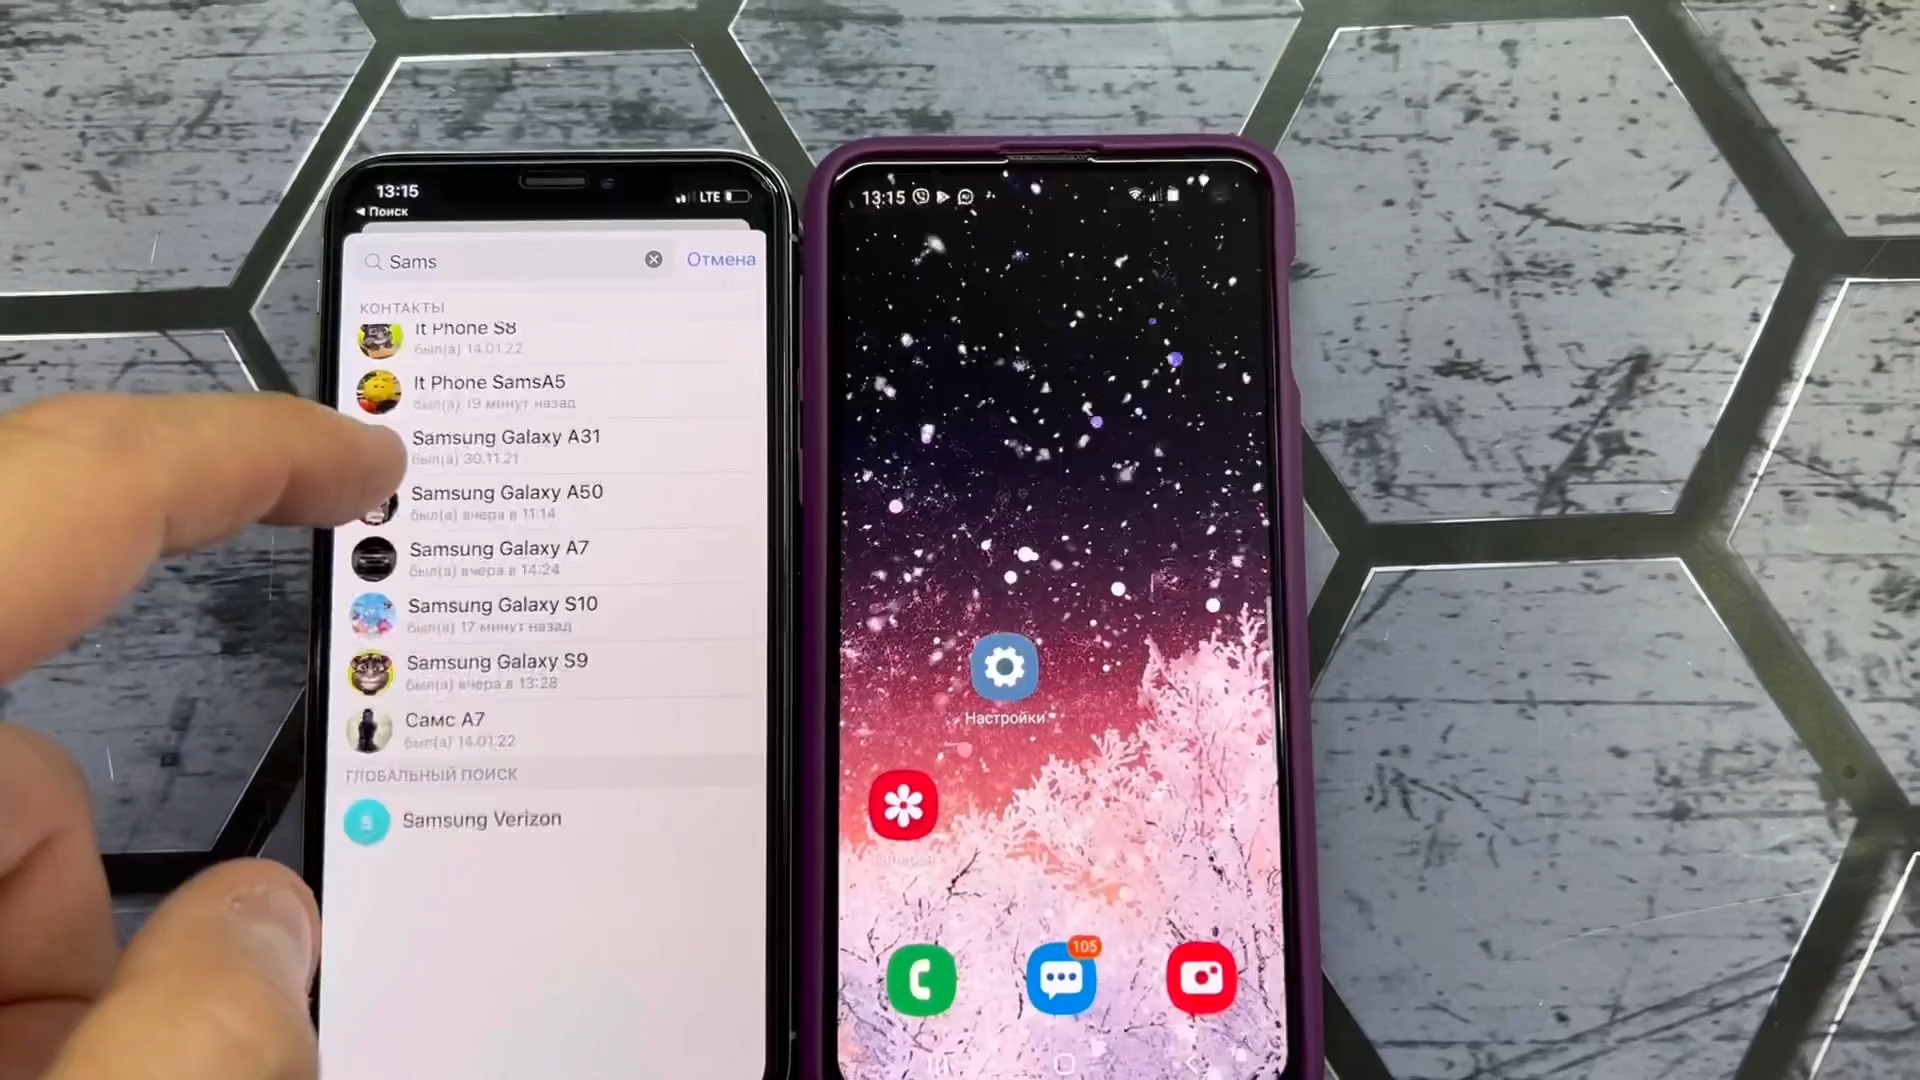 13:15
LTE
◀ Поиск
Sams
Отмена
КОНТАКТЫ
It Phone S8
был(а) 14.01.22
It Phone SamsA5
был(а) 19 минут назад
Samsung Galaxy A31
был(а) 30.11.21
Samsung Galaxy A50
был(а) вчера в 11:14
Samsung Galaxy A7
был(а) вчера в 14:24
Samsung Galaxy S10
был(а) 17 минут назад
Samsung Galaxy S9
был(а) вчера в 13:28
Самс А7
был(а) 14.01.22
ГЛОБАЛЬНЫЙ ПОИСК
S
Samsung Verizon
13:15
Настройки
105